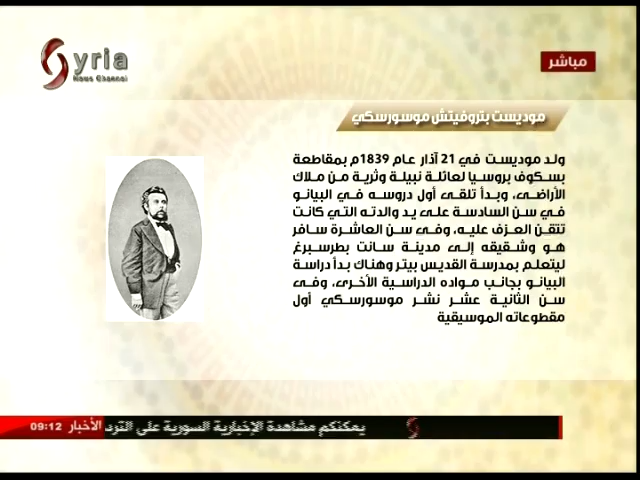 Syria
News Channel
مباشر
موديست بتروفيتش موسورسكي
ولد موديست في 21 آذار عام 1839م بمقاطعة
بسكوف بروسيا لعائلة نبيلة وثرية من ملاك
الأراضي، وبدأ تلقى أول دروسه في البيانو
في سن السادسة على يد والدته التي كانت
تتقن العزف عليه، وفي سن العاشرة سافر
هو وشقيقه إلى مدينة سانت بطرسبرغ
ليتعلم بمدرسة القديس بيتر وهناك بدأ دراسة
البيانو بجانب مواده الدراسية الأخرى، وفى
سن الثانية عشر نشر موسورسكي أول
مقطوعاته الموسيقية
يمكنكم مشاهدة الإخبارية السورية على الترد
الأخبار 09:12